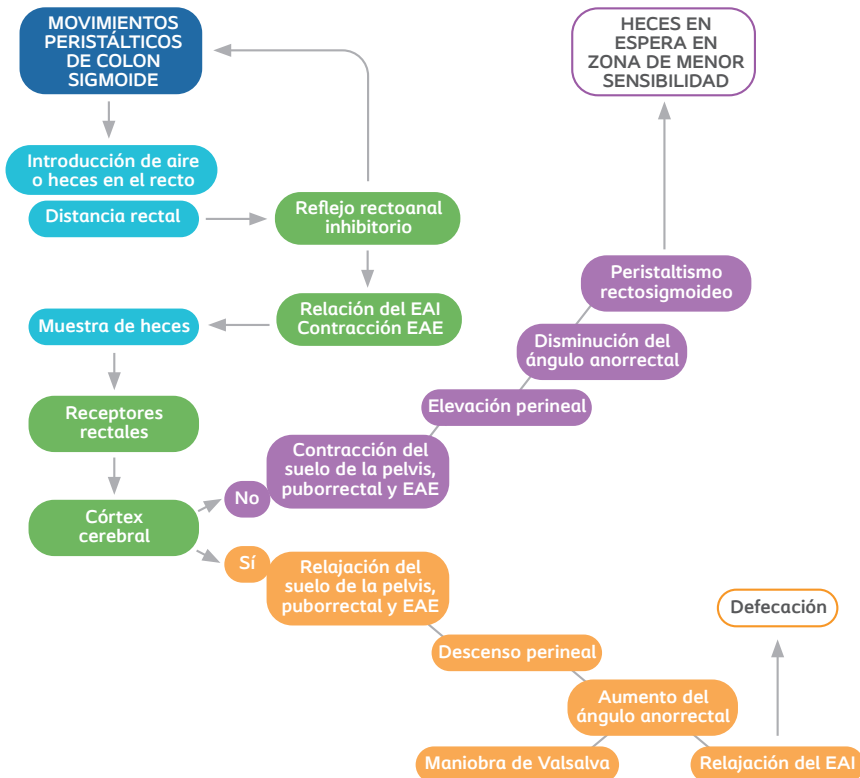 MOVIMIENTOS
PERISTÁLTICOS
DE COLON
SIGMOIDE
HECES EN
ESPERA EN
ZONA DE MENOR
SENSIBILIDAD
Introducción de aire
o heces en el recto
Distancia rectal
Reflejo rectoanal
inhibitorio
Relación del EAI
Contracción EAE
Muestra de heces
Receptores
rectales
Córtex
cerebral
No
Contracción del
suelo de la pelvis,
puborrectal y EAE
Elevación perineal
Disminución del
ángulo anorrectal
Peristaltismo
rectosigmoideo
Sí
Relajación del
suelo de la pelvis,
puborrectal y EAE
Descenso perineal
Aumento del
ángulo anorrectal
Maniobra de Valsalva
Relajación del EAI
Defecación